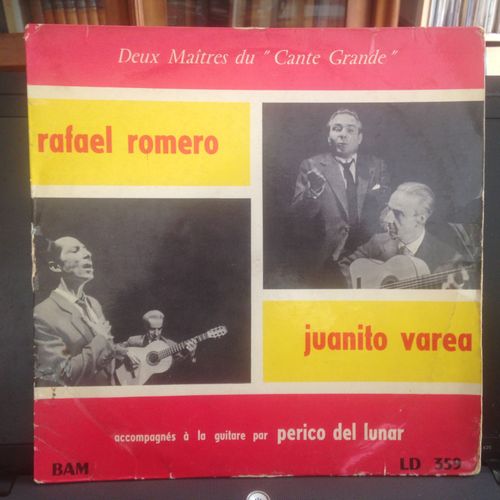 Deux Maîtres du "Cante Grande"
rafael romero
juanito varea
accompagnés à la guitare par perico del lunar
BAM LD 359